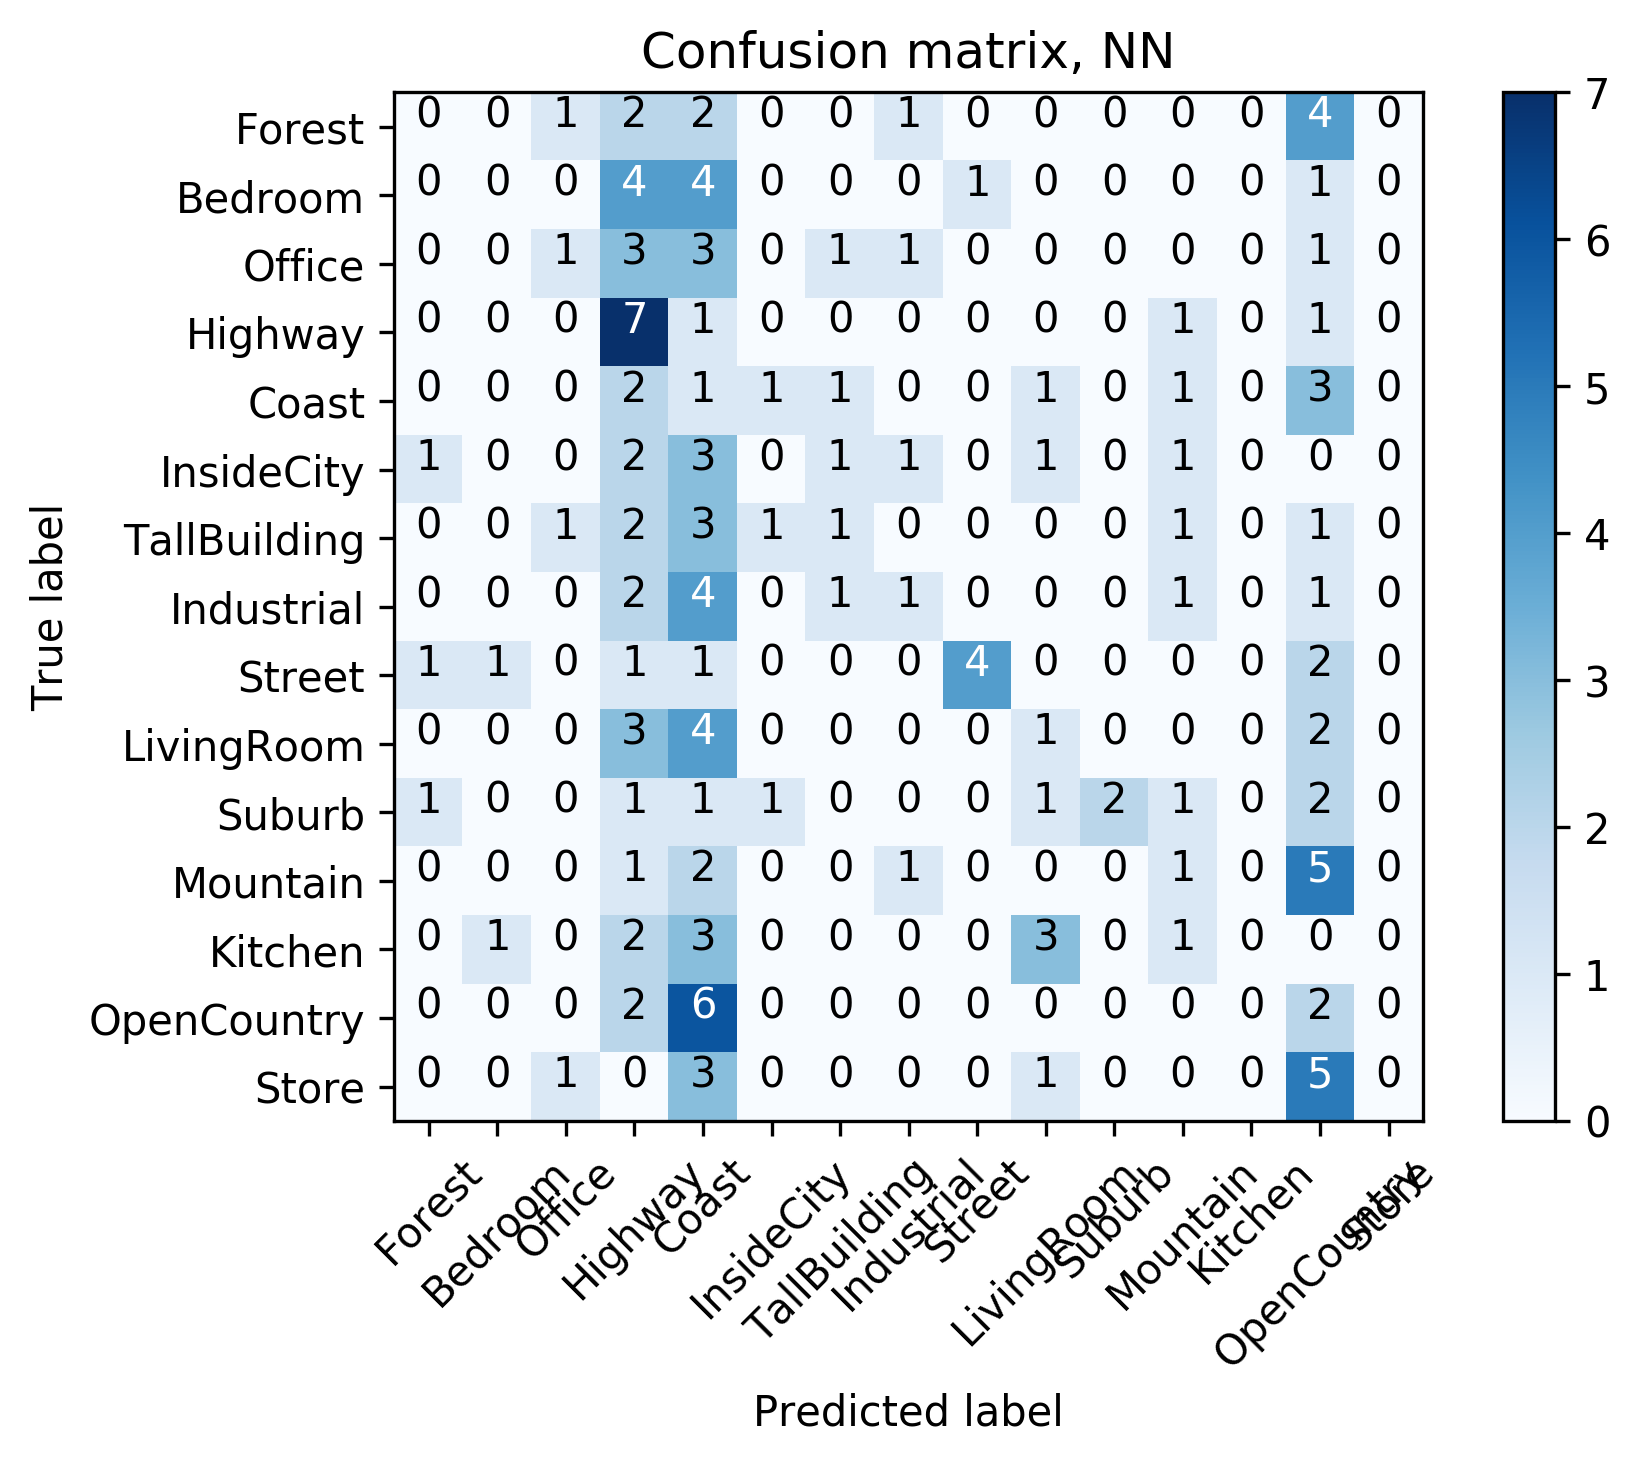 Confusion matrix, NN
Forest 0 0 1 2 2 0 0 1 0 0 0 0 0 4 0
Bedroom 0 0 0 4 4 0 0 0 1 0 0 0 0 1 0
Office 0 0 1 3 3 0 1 1 0 0 0 0 0 1 0
Highway 0 0 0 7 1 0 0 0 0 0 0 1 0 1 0
Coast 0 0 0 2 1 1 1 0 0 1 0 1 0 3 0
InsideCity 1 0 0 2 3 0 1 1 0 1 0 1 0 0 0
TallBuilding 0 0 1 2 3 1 1 0 0 0 0 1 0 1 0
Industrial 0 0 0 2 4 0 1 1 0 0 0 1 0 1 0
Street 1 1 0 1 1 0 0 0 4 0 0 0 0 2 0
LivingRoom 0 0 0 3 4 0 0 0 0 1 0 0 0 2 0
Suburb 1 0 0 1 1 1 0 0 0 1 2 1 0 2 0
Mountain 0 0 0 1 2 0 0 1 0 0 0 1 0 5 0
Kitchen 0 1 0 2 3 0 0 0 0 3 0 1 0 0 0
OpenCountry 0 0 0 2 6 0 0 0 0 0 0 0 0 2 0
Store 0 0 1 0 3 0 0 0 0 1 0 0 0 5 0
True label
Forest
Bedroom
Office
Highway
Coast
InsideCity
TallBuilding
Industrial
Street
LivingRoom
Suburb
Mountain
Kitchen
OpenCountry
Store
Predicted label
7
6
5
4
3
2
1
0